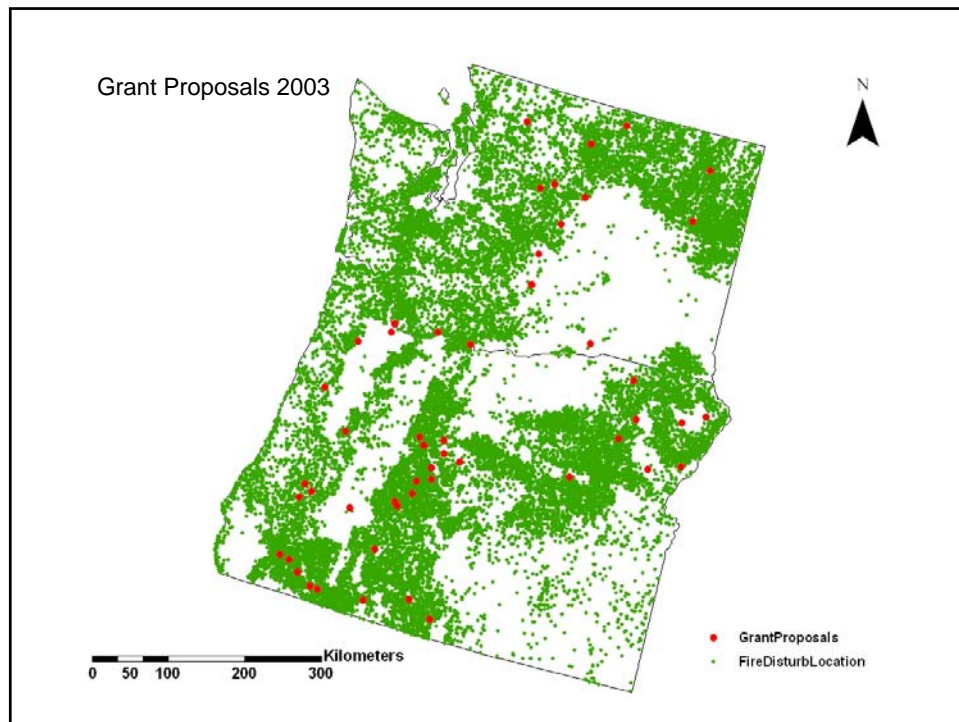 Grant Proposals 2003
N
GrantProposals
FireDisturbLocation
Kilometers
0 50 100 200 300